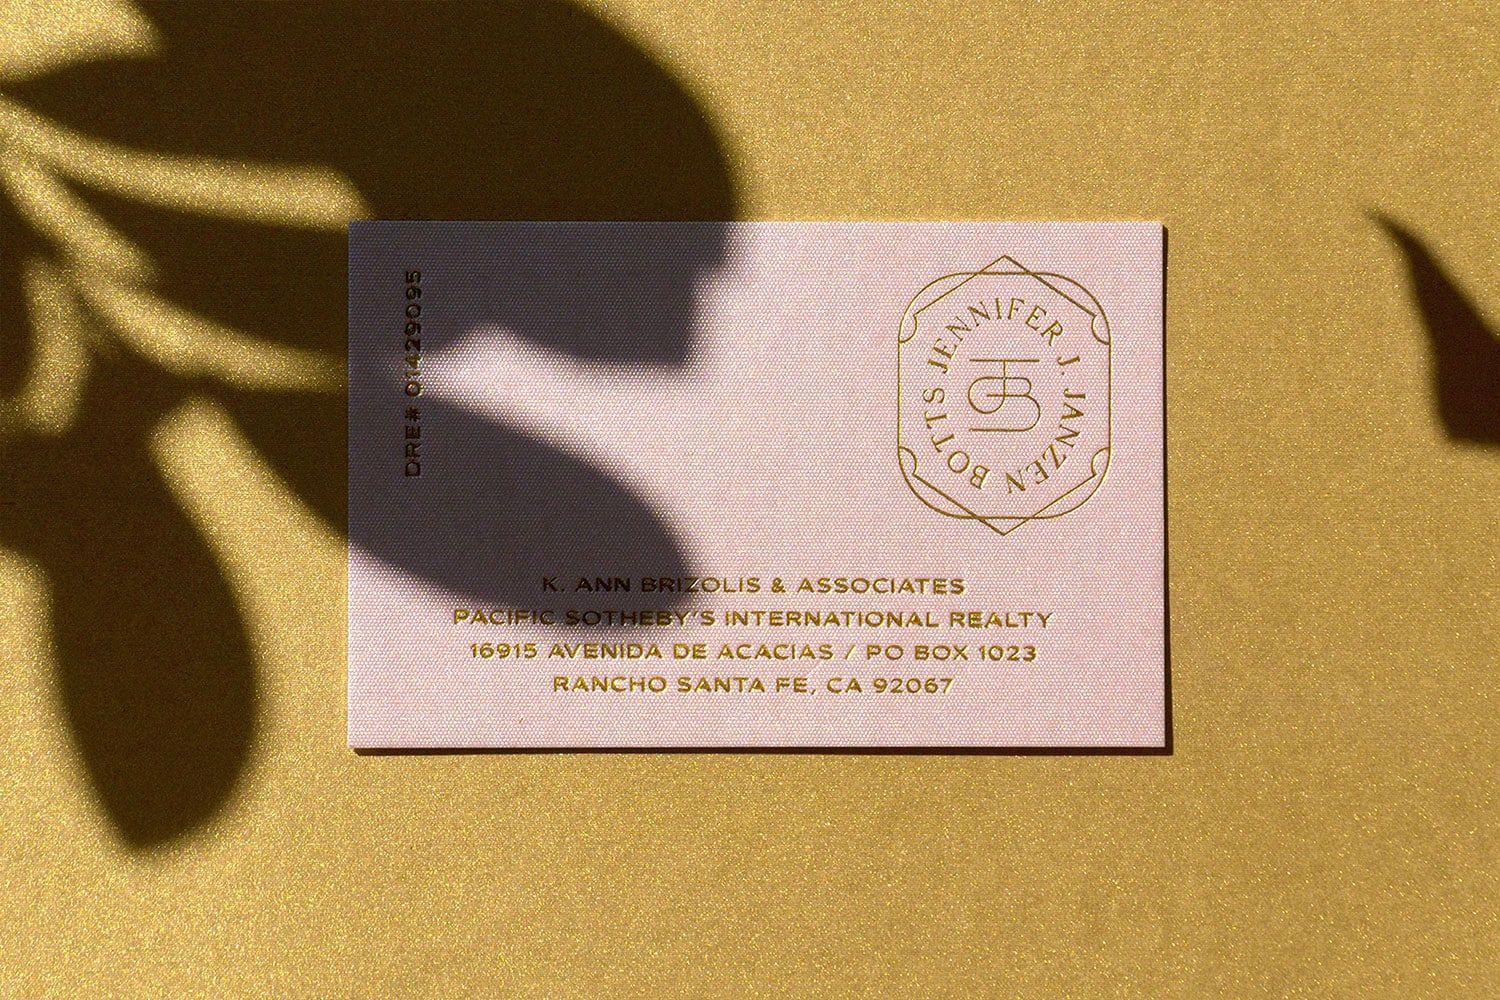 DRE# 01429095
JENNIFER J. JANZEN BOTTS
K. ANN BRIZOLIS & ASSOCIATES
PACIFIC SOTHEBY'S INTERNATIONAL REALTY
16915 AVENIDA DE ACACIAS / PO BOX 1023
RANCHO SANTA FE, CA 92067